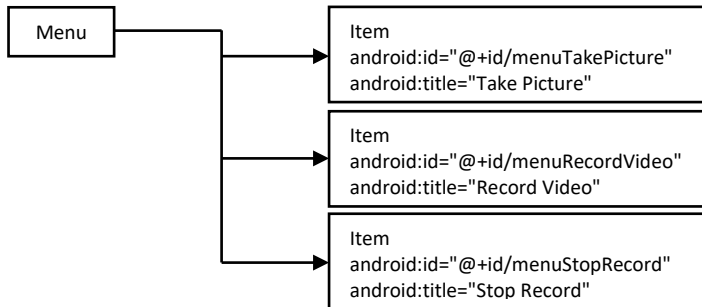 Menu
Item
android:id="@+id/menuTakePicture"
android:title="Take Picture"
Item
android:id="@+id/menuRecordVideo"
android:title="Record Video"
Item
android:id="@+id/menuStopRecord"
android:title="Stop Record"